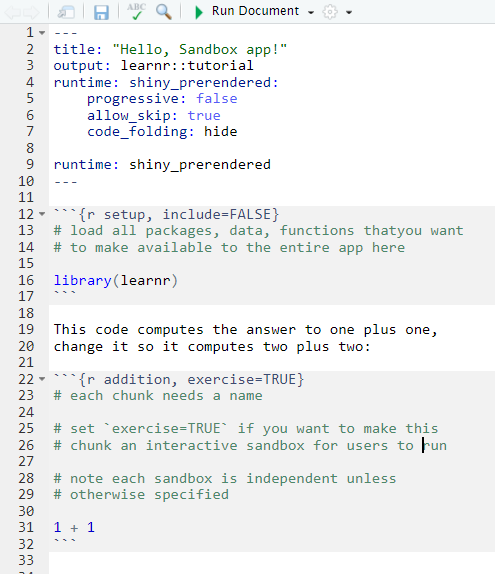 ABC Run Document
1 ---
2 title: "Hello, Sandbox app!"
3 output: learnr::tutorial
4 runtime: shiny_prerendered:
5     progressive: false
6     allow_skip: true
7     code_folding: hide
8
9 runtime: shiny_prerendered
10 ---
11
12 ```{r setup, include=FALSE}
13 # load all packages, data, functions thatyou want
14 # to make available to the entire app here
15
16 library(learnr)
17 ```
18
19 This code computes the answer to one plus one,
20 change it so it computes two plus two:
21
22 ```{r addition, exercise=TRUE}
23 # each chunk needs a name
24
25 # set `exercise=TRUE` if you want to make this
26 # chunk an interactive sandbox for users to run
27
28 # note each sandbox is independent unless
29 # otherwise specified
30
31 1 + 1
32 ```
33